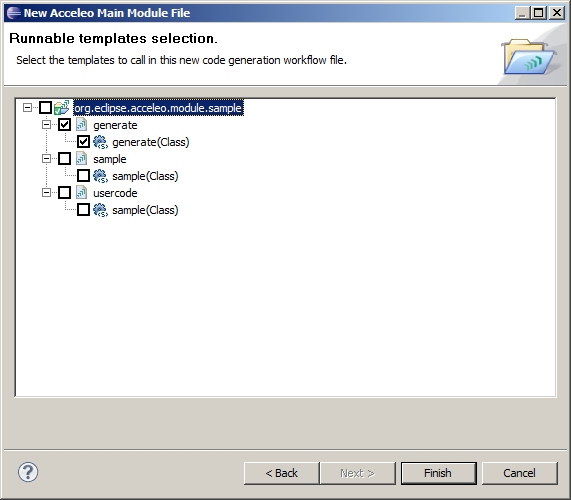 New Acceleo Main Module File
Runnable templates selection.
Select the templates to call in this new code generation workflow file.
org.eclipse.acceleo.module.sample
generate
generate(Class)
sample
sample(Class)
usercode
sample(Class)
? < Back Next > Finish Cancel